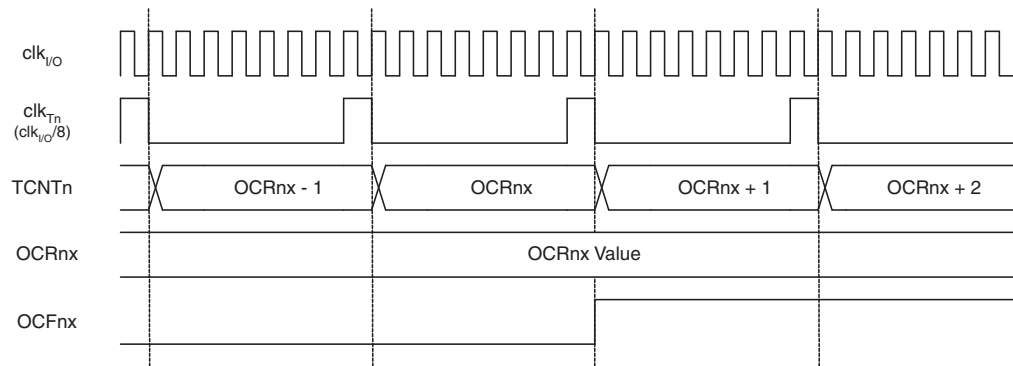 clkI/O
clkTn
(clkI/O/8)
TCNTn OCRnx - 1 OCRnx OCRnx + 1 OCRnx + 2
OCRnx OCRnx Value
OCFnx